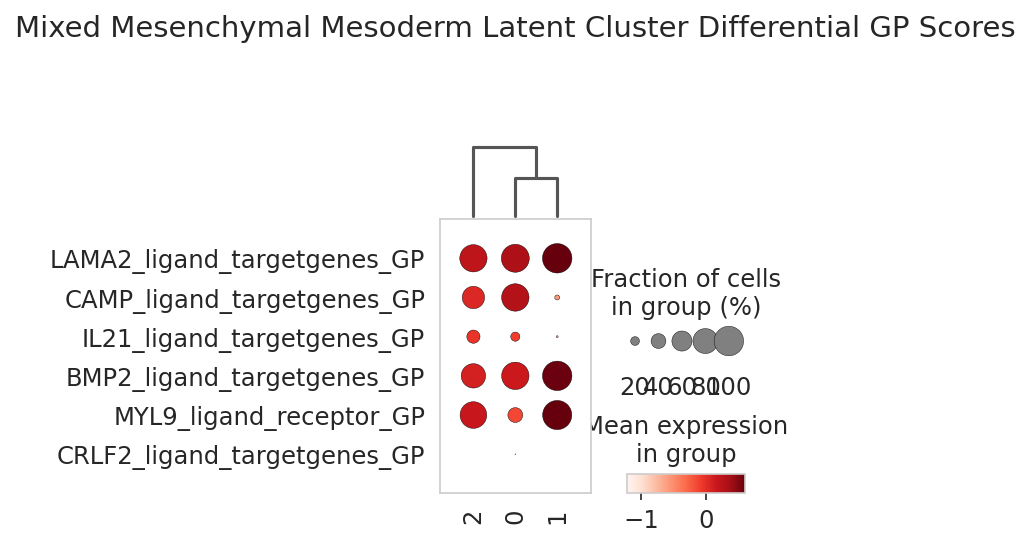 Mixed Mesenchymal Mesoderm Latent Cluster Differential GP Scores
LAMA2_ligand_targetgenes_GP
CAMP_ligand_targetgenes_GP
IL21_ligand_targetgenes_GP
BMP2_ligand_targetgenes_GP
MYL9_ligand_receptor_GP
CRLF2_ligand_targetgenes_GP
2 0 1
Fraction of cells
in group (%)
20 40 60 80 100
Mean expression
in group
−1 0